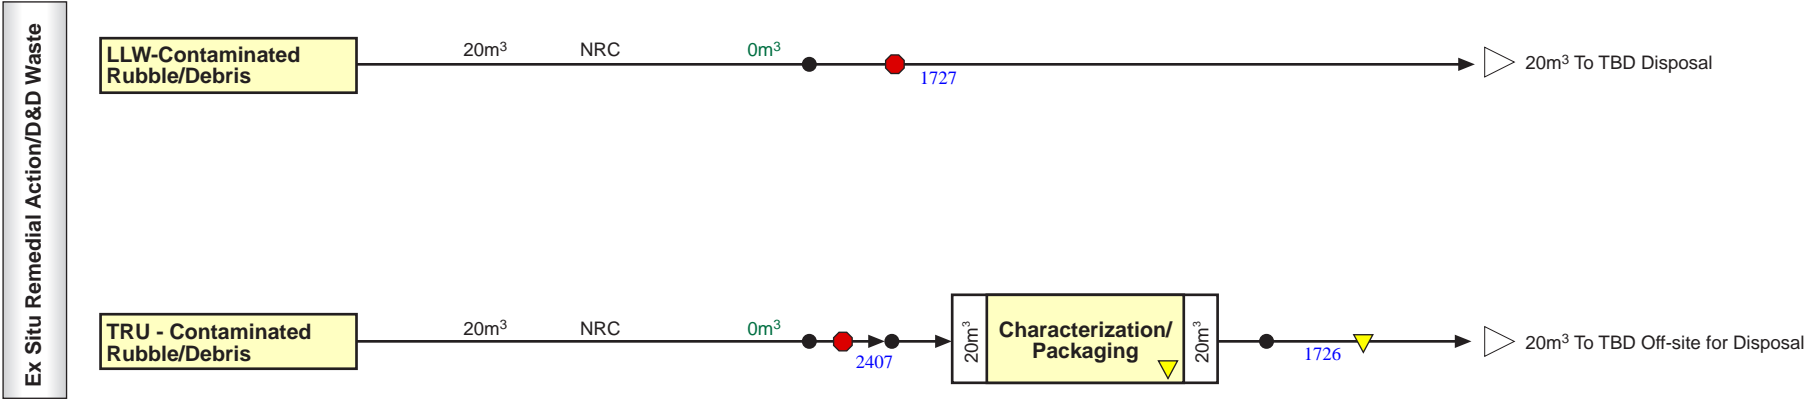 Ex Situ Remedial Action/D&D Waste
LLW-Contaminated
Rubble/Debris
20m³
NRC
0m³
1727
20m³ To TBD Disposal
TRU - Contaminated
Rubble/Debris
20m³
NRC
0m³
2407
20m³
Characterization/
Packaging
20m³
1726
20m³ To TBD Off-site for Disposal